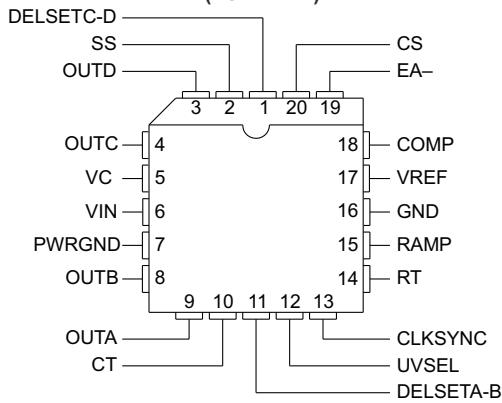 DELSETC-D
SS
CS
OUTD
EA–
3 2 1 20 19
OUTC 4
18 COMP
VC 5
17 VREF
VIN 6
16 GND
PWRGND 7
15 RAMP
OUTB 8
14 RT
9 10 11 12 13
OUTA
CLKSYNC
CT
UVSEL
DELSETA-B